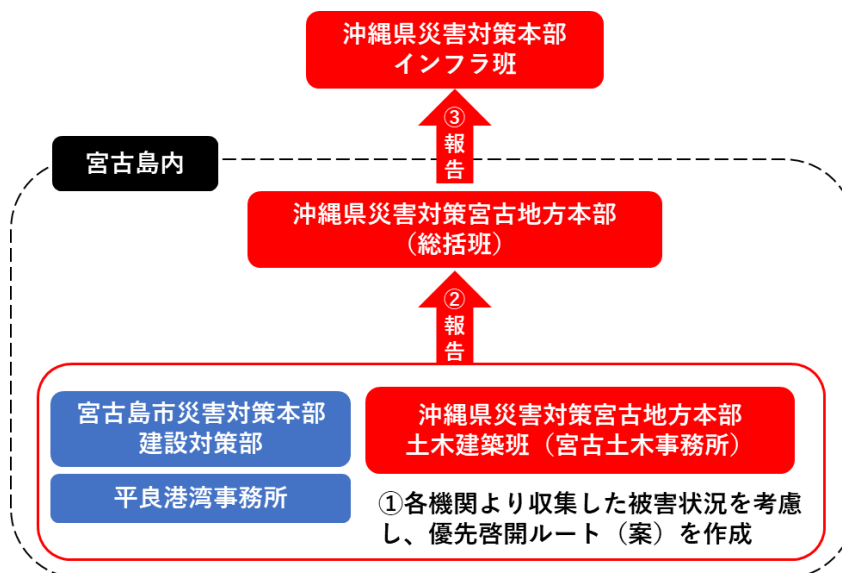 沖縄県災害対策本部
インフラ班
③
報
告
宮古島内
沖縄県災害対策宮古地方本部
（総括班）
②
報
告
宮古島市災害対策本部
建設対策部
沖縄県災害対策宮古地方本部
土木建築班（宮古土木事務所）
平良港湾事務所
①各機関より収集した被害状況を考慮
し、優先啓開ルート（案）を作成